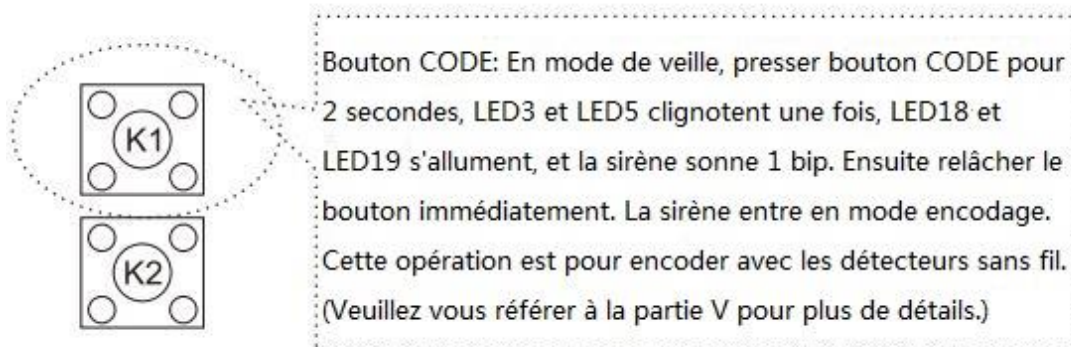 K1
K2
Bouton CODE: En mode de veille, presser bouton CODE pour
2 secondes, LED3 et LED5 clignotent une fois, LED18 et
LED19 s'allument, et la sirène sonne 1 bip. Ensuite relâcher le
bouton immédiatement. La sirène entre en mode encodage.
Cette opération est pour encoder avec les détecteurs sans fil.
(Veuillez vous référer à la partie V pour plus de détails.)